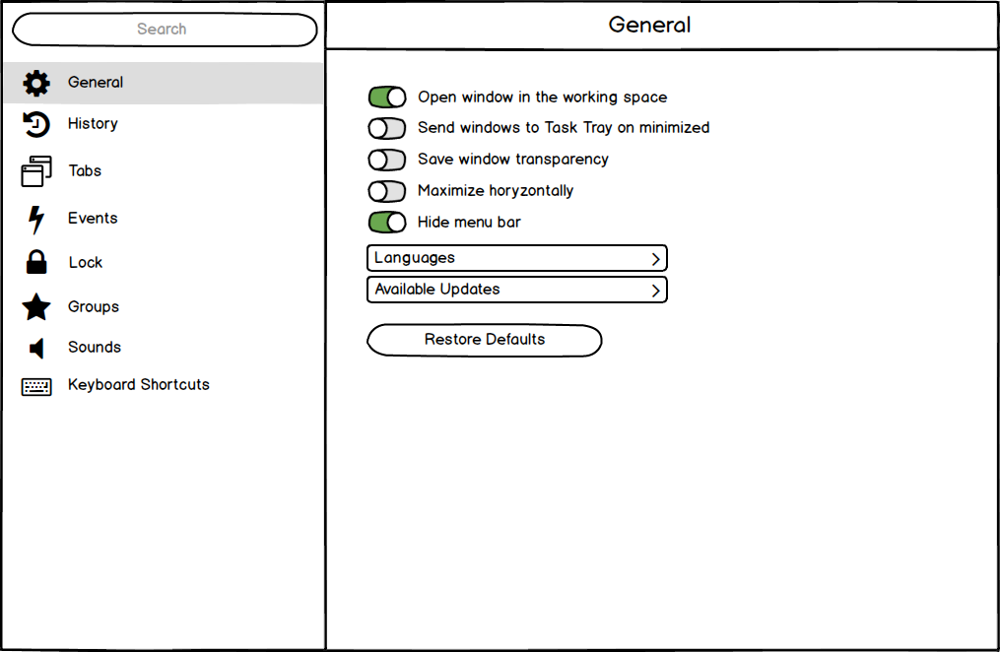 Search
General
History
Tabs
Events
Lock
Groups
Sounds
Keyboard Shortcuts
General
Open window in the working space
Send windows to Task Tray on minimized
Save window transparency
Maximize horyzontally
Hide menu bar
Languages
Available Updates
Restore Defaults